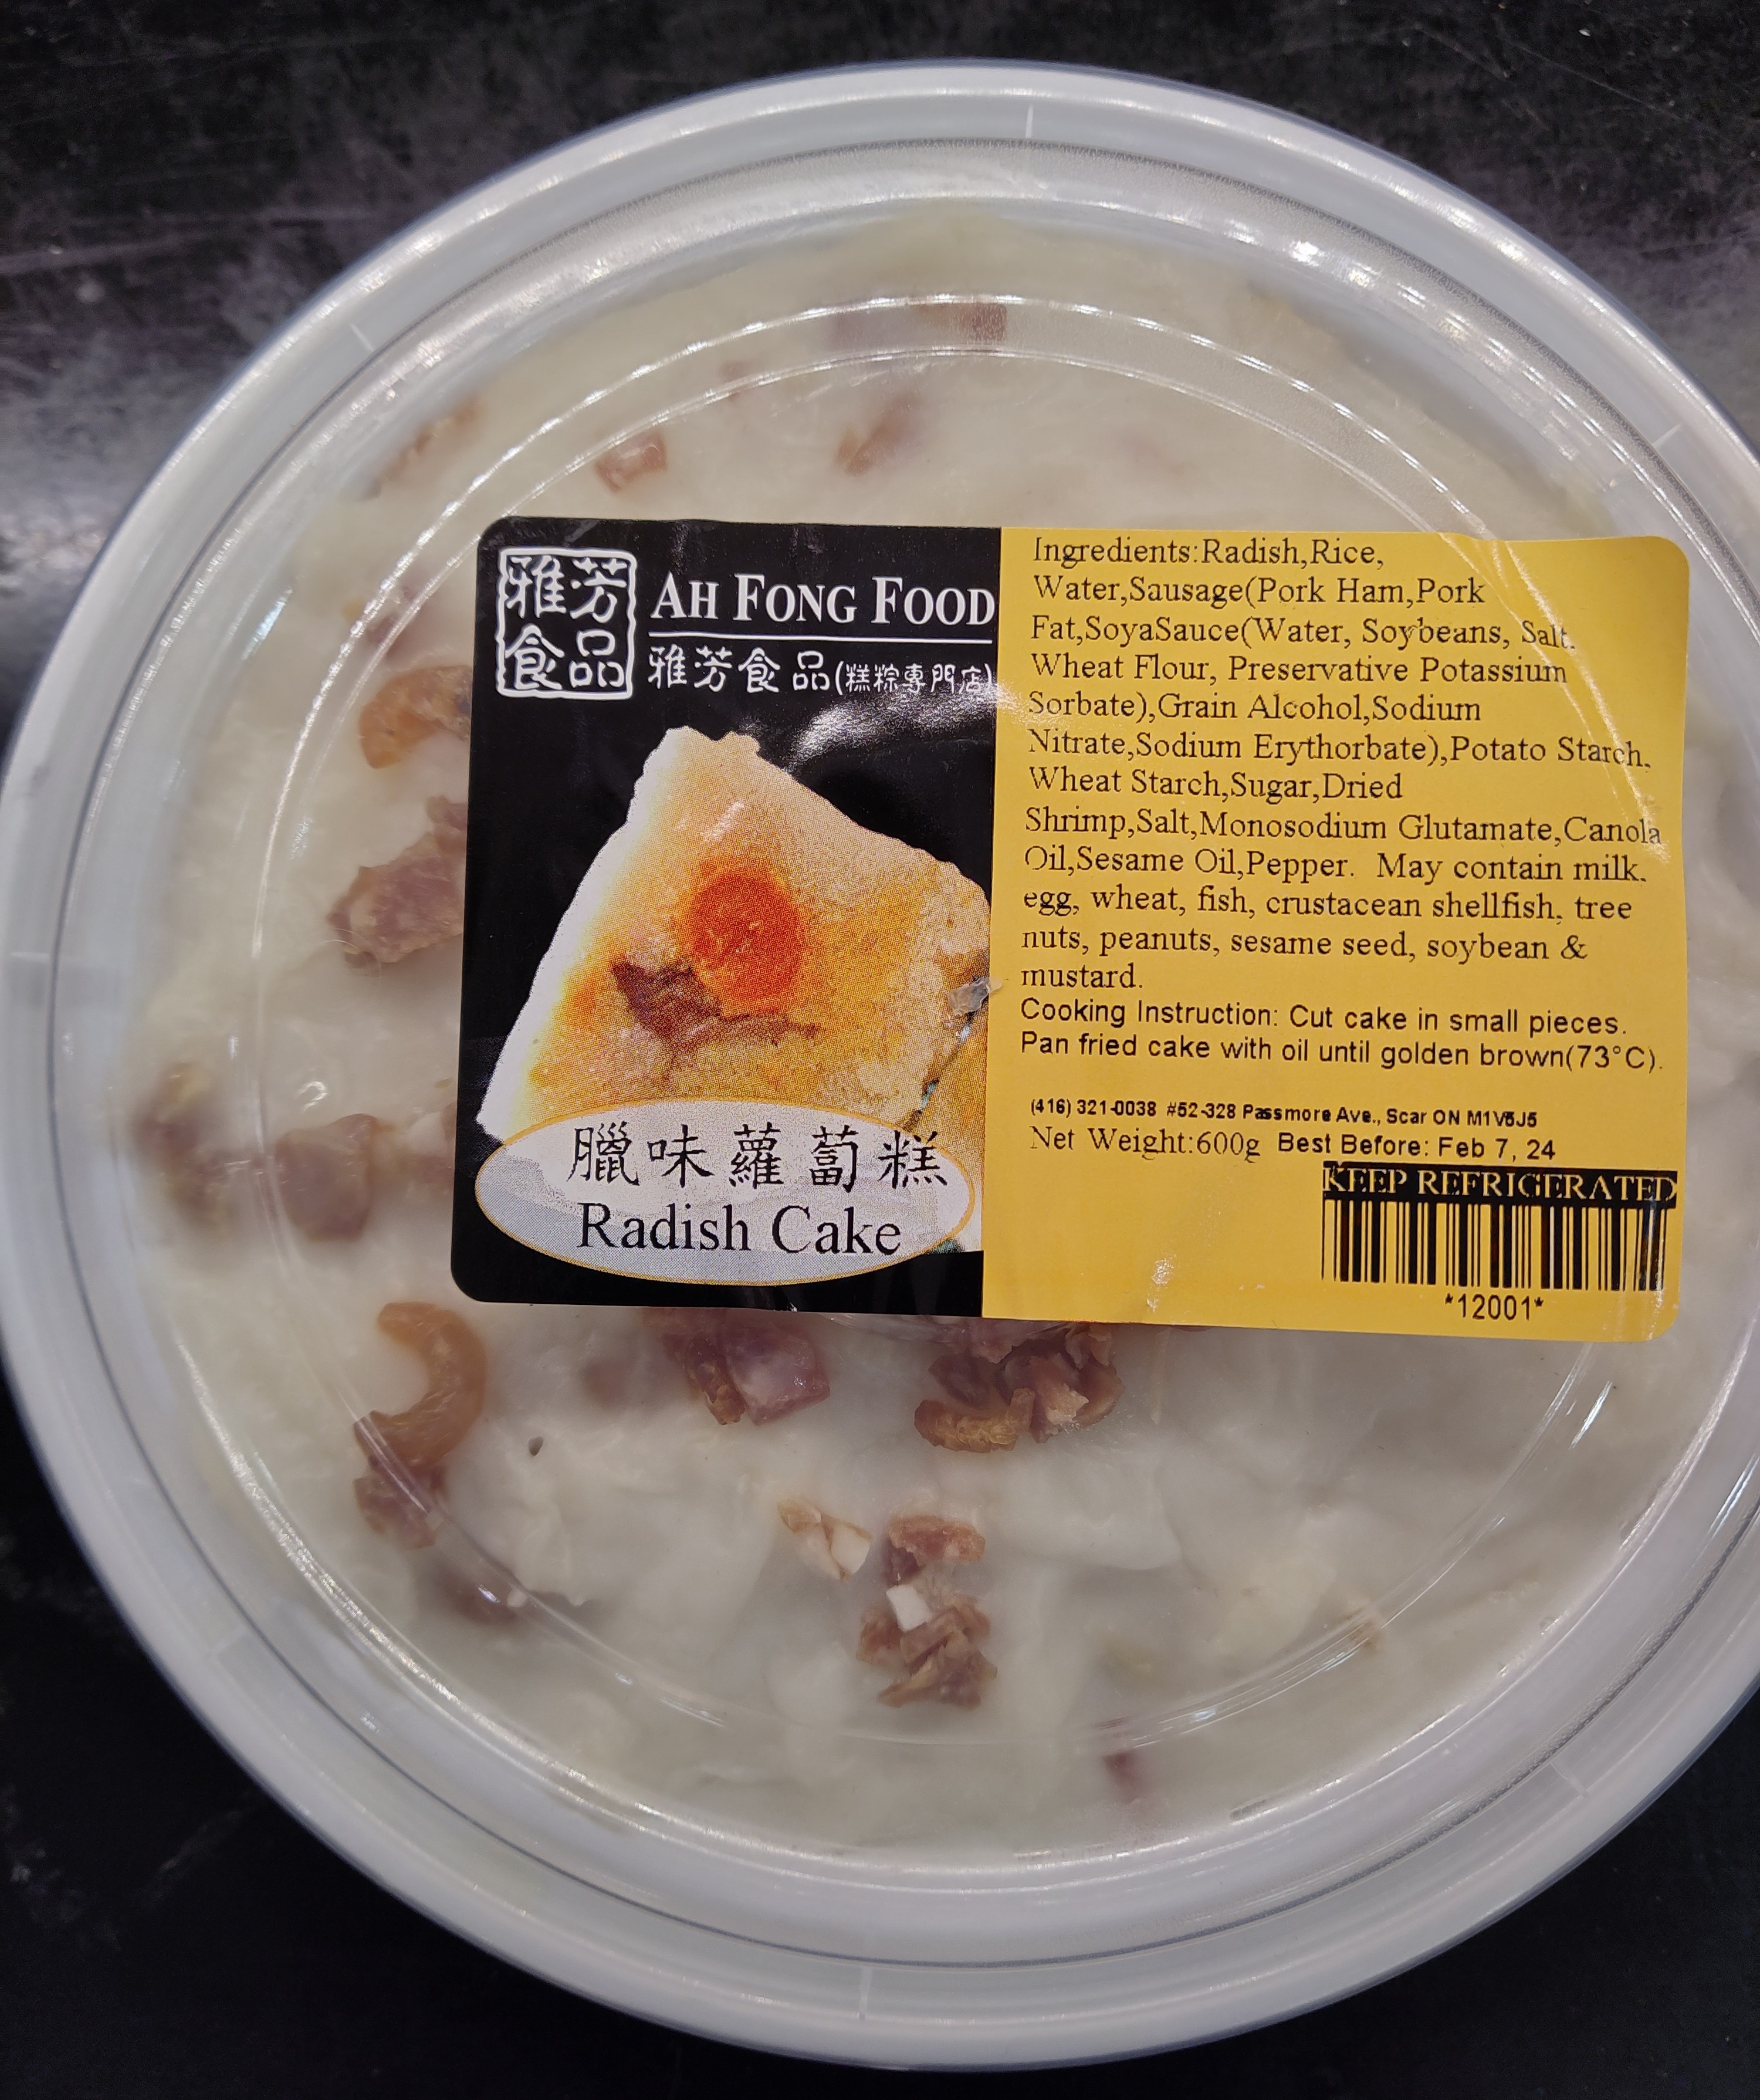 雅芳
食品
AH FONG FOOD
雅芳食品(糕粽專門店)
臘味蘿蔔糕
Radish Cake
Ingredients:Radish,Rice,
Water,Sausage(Pork Ham,Pork
Fat,SoyaSauce(Water, Soybeans, Salt.
Wheat Flour, Preservative Potassium
Sorbate),Grain Alcohol,Sodium
Nitrate,Sodium Erythorbate),Potato Starch,
Wheat Starch,Sugar,Dried
Shrimp,Salt,Monosodium Glutamate,Canola
Oil,Sesame Oil,Pepper. May contain milk,
egg, wheat, fish, crustacean shellfish, tree
nuts, peanuts, sesame seed, soybean &
mustard.
Cooking Instruction: Cut cake in small pieces.
Pan fried cake with oil until golden brown(73°C).
(416) 321-0038 #52-328 Passmore Ave., Scar ON M1V5J5
Net Weight:600g Best Before: Feb 7, 24
KEEP REFRIGERATED
*12001*